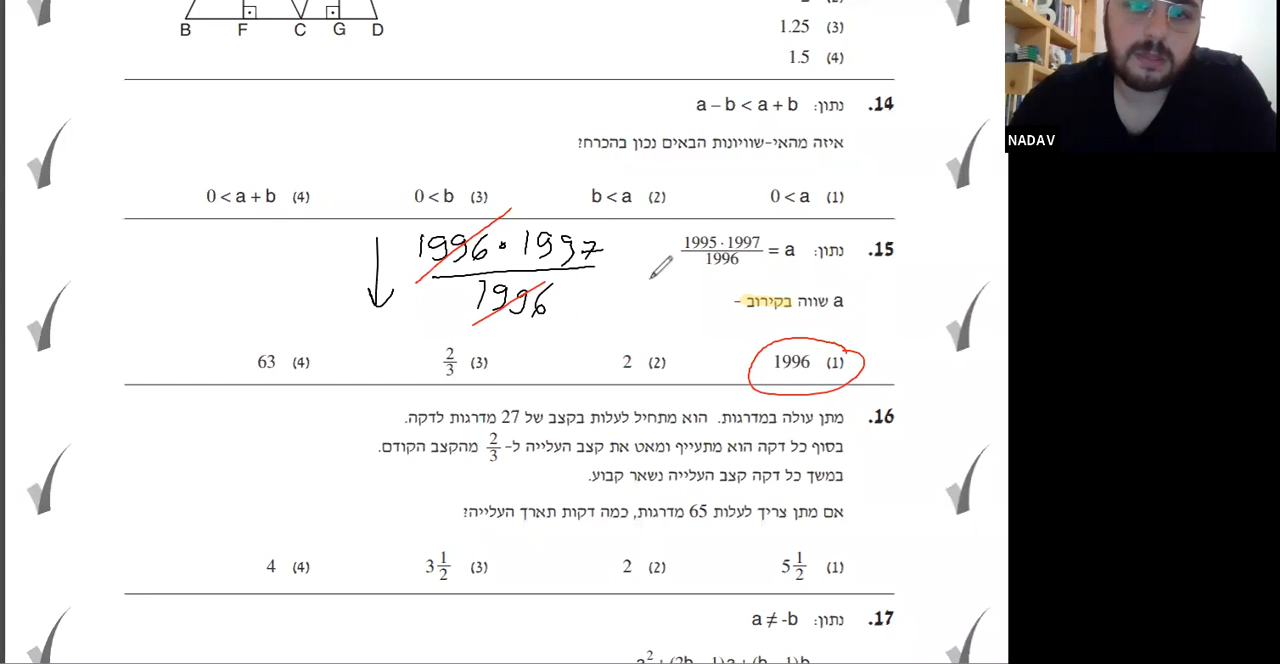 B F C G D
(2)
1.25 (3)
1.5 (4)
NADAV
.14 נתון: a – b < a + b
איזה מהאי-שוויונות הבאים נכון בהכרח?
(1) 0 < a (2) b < a (3) 0 < b (4) 0 < a + b
.15 נתון: 1995 · 1997 / 1996 = a
1996 · 1997
1996
a שווה בקירוב –
(1) 1996 (2) 2 (3) 2/3 (4) 63
.16 מתן עולה במדרגות. הוא מתחיל לעלות בקצב של 27 מדרגות לדקה.
בסוף כל דקה הוא מתעייף ומאט את קצב העלייה ל- 2/3 מהקצב הקודם.
במשך כל דקה קצב העלייה נשאר קבוע.
אם מתן צריך לעלות 65 מדרגות, כמה דקות תארך העלייה?
(1) 5 1/2 (2) 2 (3) 3 1/2 (4) 4
.17 נתון: a ≠ -b